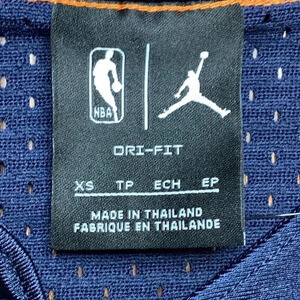 NBA
DRI-FIT
XS TP ECH EP
MADE IN THAILAND
FABRIQUE EN THAILANDE